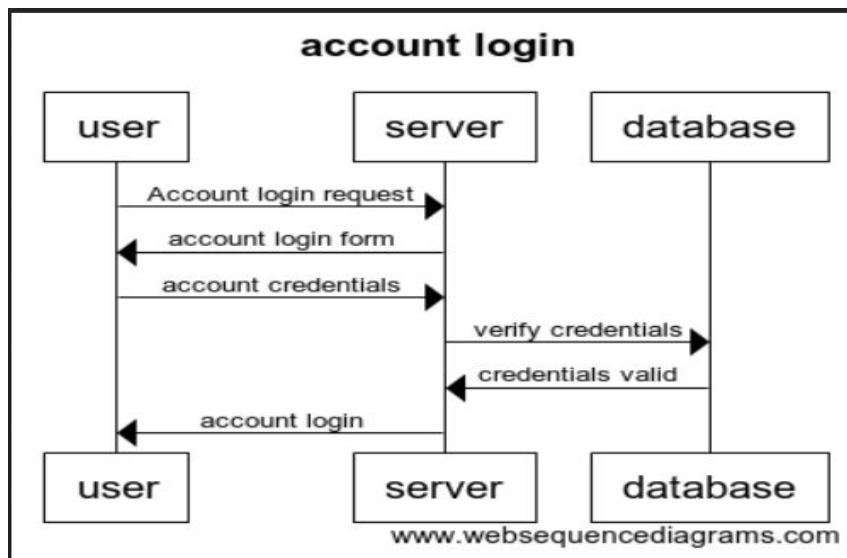 account login
user
server
database
Account login request
account login form
account credentials
verify credentials
credentials valid
account login
user
server
database
www.websequencediagrams.com